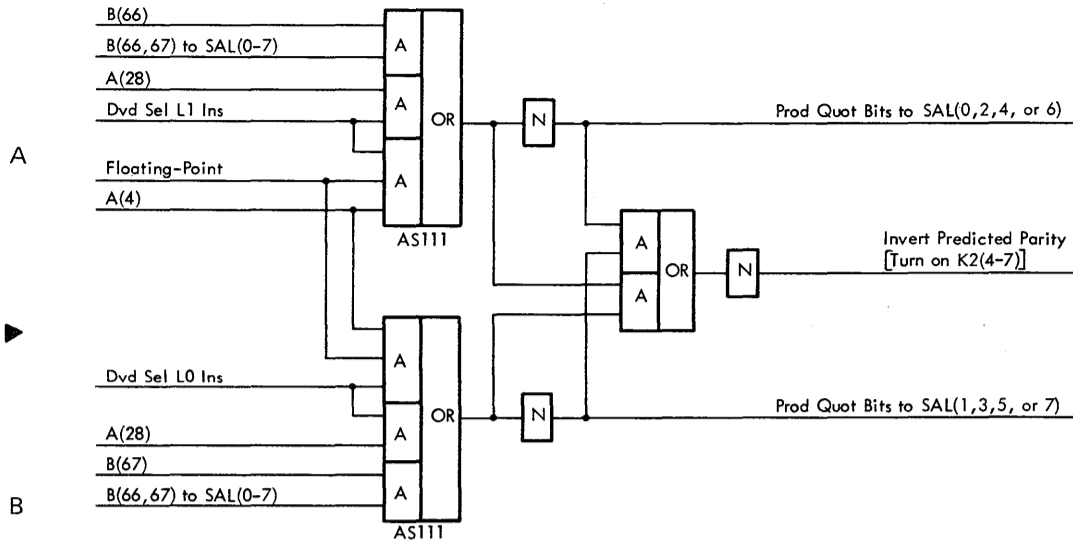 B(66)
B(66,67) to SAL(0-7)
A
A(28)
A
Dvd Sel L1 Ins
OR
N
Prod Quot Bits to SAL(0,2,4, or 6)
A
Floating-Point
A
A(4)
AS111
A
OR
A
N
Invert Predicted Parity
[Turn on K2(4-7)]
A
Dvd Sel L0 Ins
OR
N
Prod Quot Bits to SAL(1,3,5, or 7)
A
A(28)
B(67)
A
B(66,67) to SAL(0-7)
B
AS111